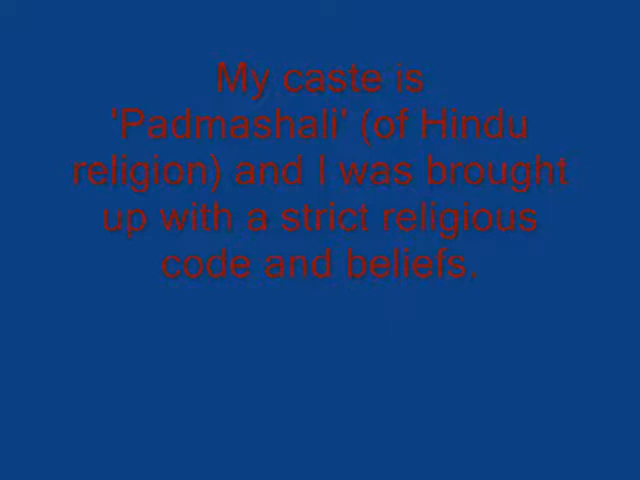 My caste is
'Padmashali' (of Hindu
religion) and I was brought
up with a strict religious
code and beliefs.